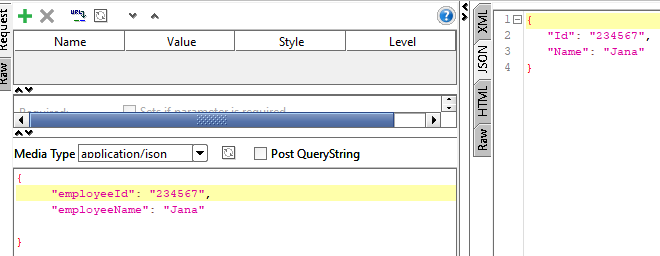 Request
Raw
URL
?
Name Value Style Level
Required: Sets if parameter is required
Media Type application/json Post QueryString
{
"employeeId": "234567",
"employeeName": "Jana"
}
XML
JSON
HTML
Raw
1 {
2 "Id": "234567",
3 "Name": "Jana"
4 }